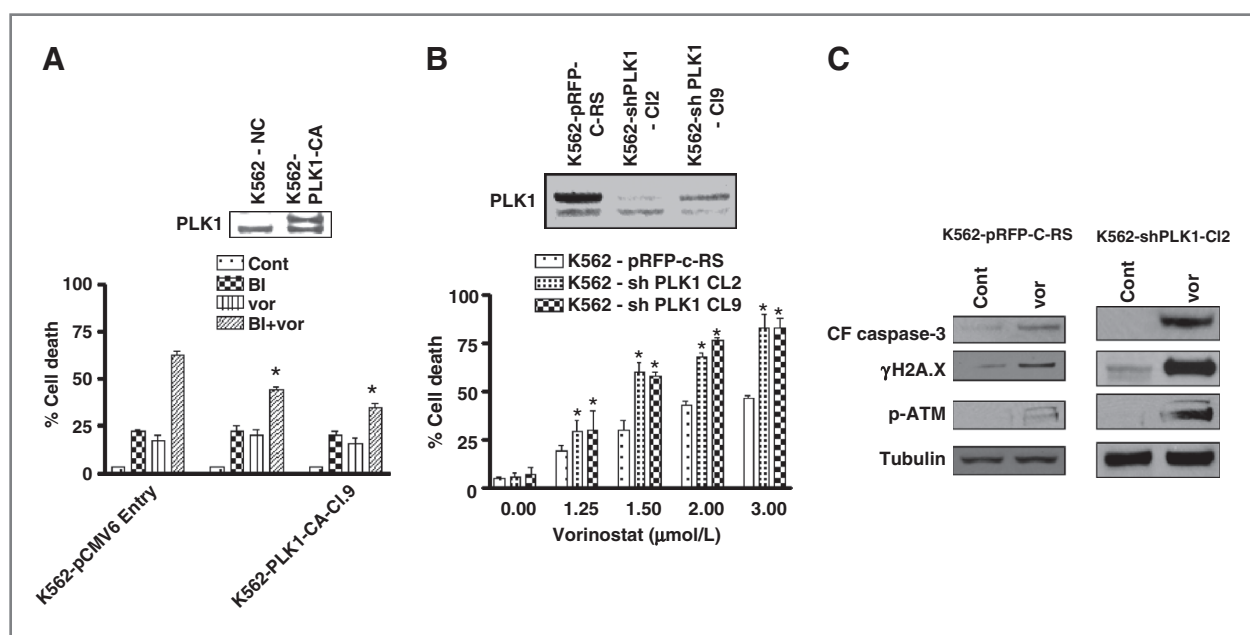 A
K562 - NC
K562-
PLK1-CA
PLK1
Cont
BI
vor
BI+vor
100
75
50
25
0
% Cell death
*
*
K562-pCMV6 Entry
K562-PLK1-CA-Cl.9
B
K562-pRFP-
C-RS
K562-shPLK1
- Cl2
K562-sh PLK1
- Cl9
PLK1
K562 - pRFP-c-RS
K562 - sh PLK1 CL2
K562 - sh PLK1 CL9
100
75
50
25
0
% Cell death
* *
* *
* *
* *
0.00 1.25 1.50 2.00 3.00
Vorinostat (μmol/L)
C
K562-pRFP-C-RS
K562-shPLK1-Cl2
Cont
vor
Cont
vor
CF caspase-3
γH2A.X
p-ATM
Tubulin